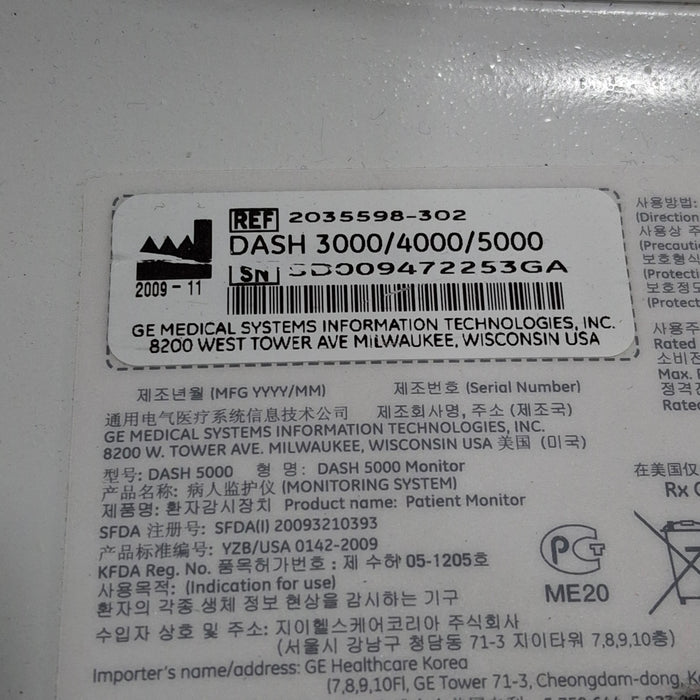 REF 2035598-302
DASH 3000/4000/5000
2009-11
GE MEDICAL SYSTEMS INFORMATION TECHNOLOGIES, INC.
8200 WEST TOWER AVE MILWAUKEE, WISCONSIN USA
제조년월 (MFG YYYY/MM) 제조번호 (Serial Number)
通用电气医疗系统信息技术公司 제조회사명, 주소 (제조국)
GE MEDICAL SYSTEMS INFORMATION TECHNOLOGIES, INC.
8200 W. TOWER AVE. MILWAUKEE, WISCONSIN USA 美国 (미국)
型号: DASH 5000 형 명: DASH 5000 Monitor
产品名称: 病人监护仪 (MONITORING SYSTEM)
제품명: 환자감시장치 Product name: Patient Monitor
SFDA 注册号: SFDA(I) 20093210393
产品标准编号: YZB/USA 0142-2009
KFDA Reg. No. 품목허가번호: 제 수허 05-1205호
사용목적: (Indication for use)
환자의 각종 생체 정보 현상을 감시하는 기구
수입자 상호 및 주소: 지이헬스케어코리아 주식회사
(서울시 강남구 청담동 71-3 지이타워 7,8,9,10층)
Importer's name/address: GE Healthcare Korea
(7,8,9,10Fl, GE Tower 71-3, Cheongdam-dong,
사용방법:
(Direction
사용상 주
(Precautio
보호형식
(Protecti
보호정도
(Protec
사용주
Rated
소비전
Max.
정격전
Rated
在美国仅
Rx
PCT
ME20